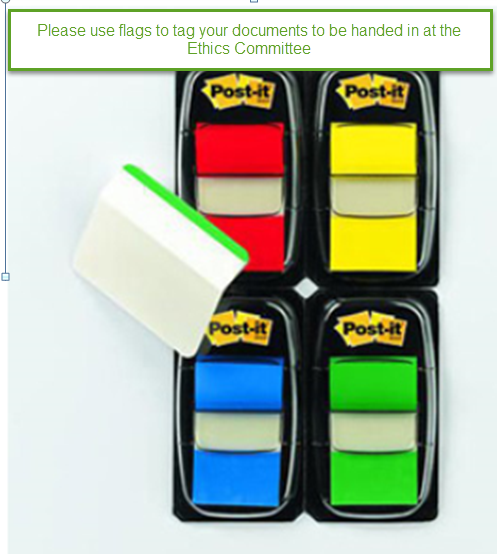 Please use flags to tag your documents to be handed in at the
Ethics Committee
Post-it
Post-it
Post-it
Post-it